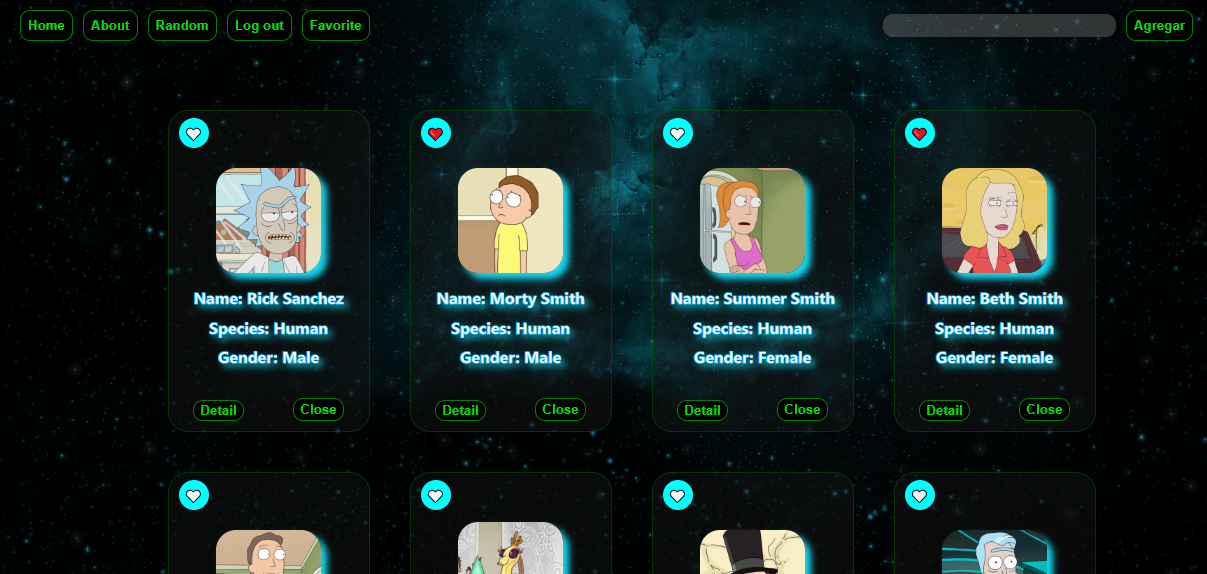 Home About Random Log out Favorite Agregar
Name: Rick Sanchez
Species: Human
Gender: Male
Detail Close
Name: Morty Smith
Species: Human
Gender: Male
Detail Close
Name: Summer Smith
Species: Human
Gender: Female
Detail Close
Name: Beth Smith
Species: Human
Gender: Female
Detail Close